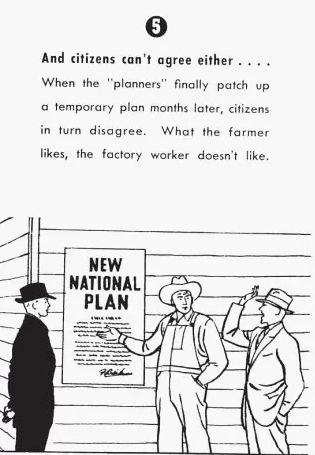 5
And citizens can't agree either . . . .
When the "planners" finally patch up
a temporary plan months later, citizens
in turn disagree. What the farmer
likes, the factory worker doesn't like.
NEW
NATIONAL
PLAN